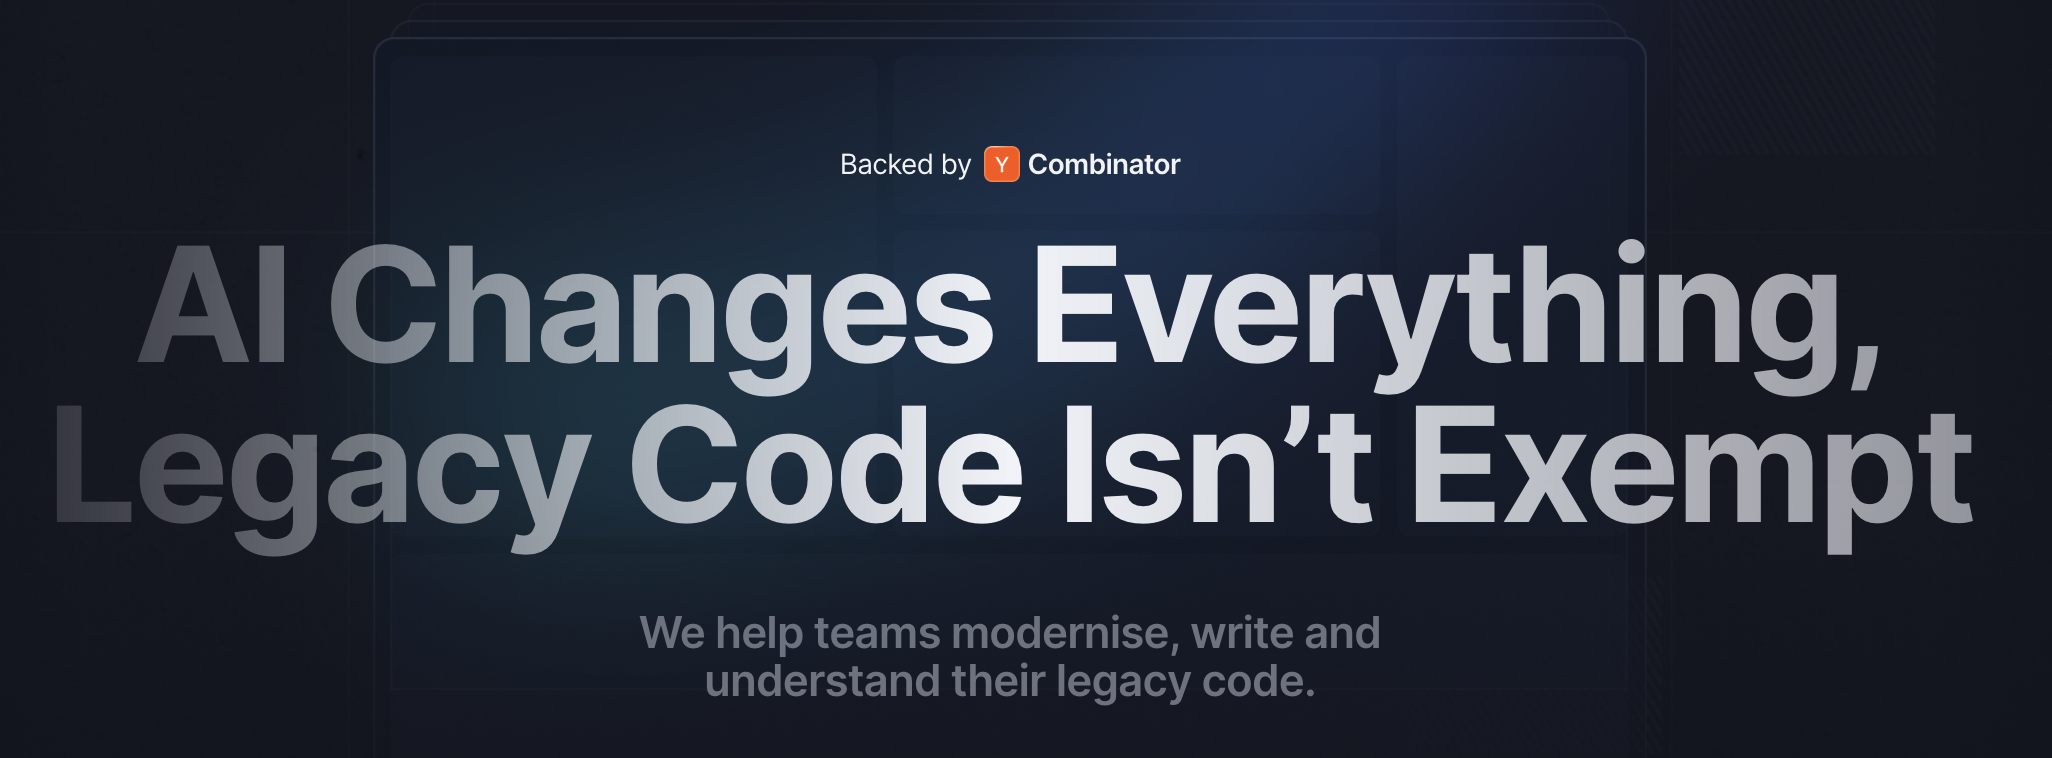 Backed by Y Combinator
AI Changes Everything,
Legacy Code Isn’t Exempt
We help teams modernise, write and
understand their legacy code.